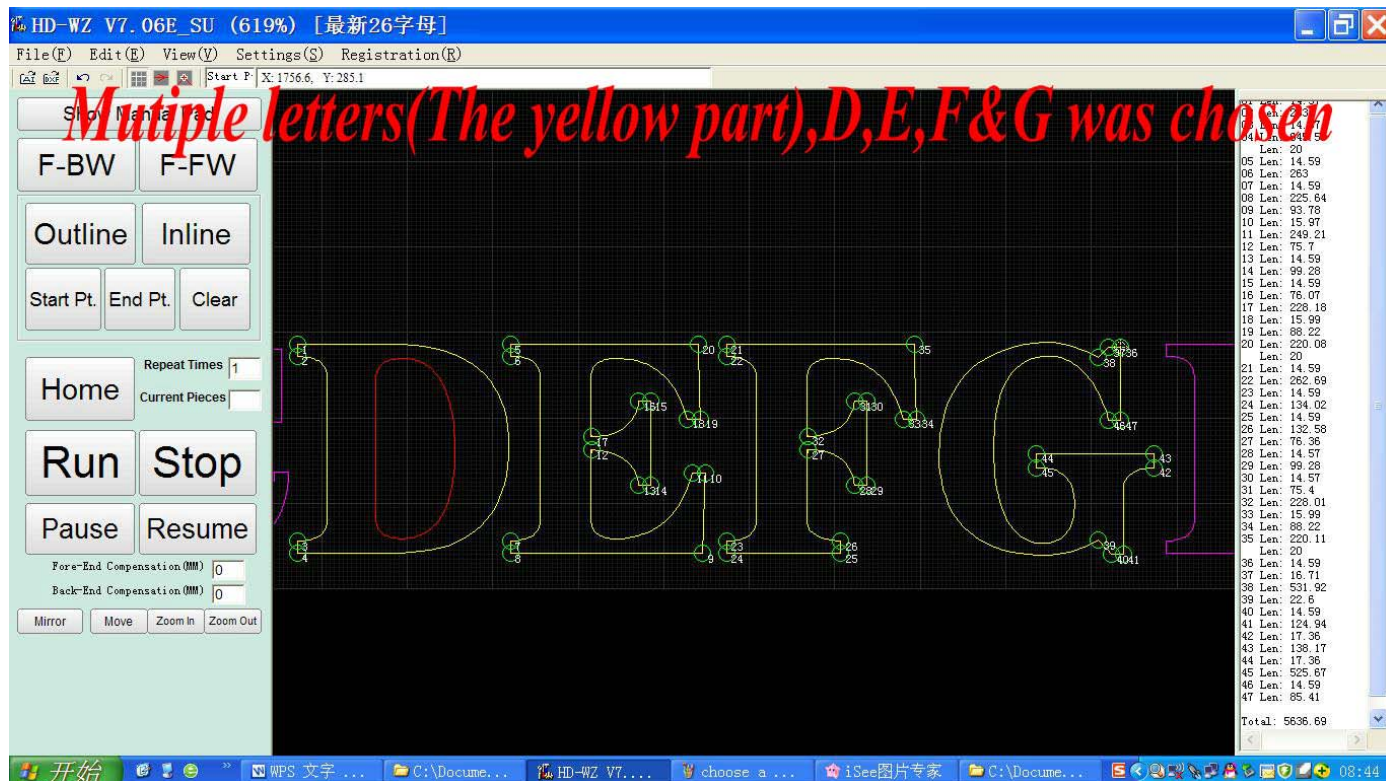 HD-WZ V7.06E_SU (619%) [最新26字母]
File(F) Edit(E) View(V) Settings(S) Registration(R)
Start P X:1756.6, Y:285.1
Mutiple letters(The yellow part),D,E,F&G was chosen
F-BW F-FW
Outline Inline
Start Pt. End Pt. Clear
Home
Repeat Times 1
Current Pieces
Run Stop
Pause Resume
Fore-End Compensation(MM) 0
Back-End Compensation(MM) 0
Mirror Move Zoom In Zoom Out
Len: 20
05 Len: 14.59
06 Len: 263
07 Len: 14.59
08 Len: 225.64
09 Len: 93.78
10 Len: 15.97
11 Len: 249.21
12 Len: 75.7
13 Len: 14.59
14 Len: 99.28
15 Len: 14.59
16 Len: 76.07
17 Len: 228.18
18 Len: 15.99
19 Len: 88.22
20 Len: 220.08
Len: 20
21 Len: 14.59
22 Len: 262.69
23 Len: 14.59
24 Len: 134.02
25 Len: 14.59
26 Len: 132.58
27 Len: 76.36
28 Len: 14.57
29 Len: 99.28
30 Len: 14.57
31 Len: 75.4
32 Len: 228.01
33 Len: 15.99
34 Len: 88.22
35 Len: 220.11
Len: 20
36 Len: 14.59
37 Len: 16.71
38 Len: 531.92
39 Len: 22.6
40 Len: 14.59
41 Len: 124.94
42 Len: 17.36
43 Len: 138.17
44 Len: 17.36
45 Len: 525.67
46 Len: 14.59
47 Len: 85.41
Total: 5636.69
开始 WPS 文字 ... C:\Docume... HD-WZ V7.... choose a ... iSee图片专家 C:\Docume... 08:44